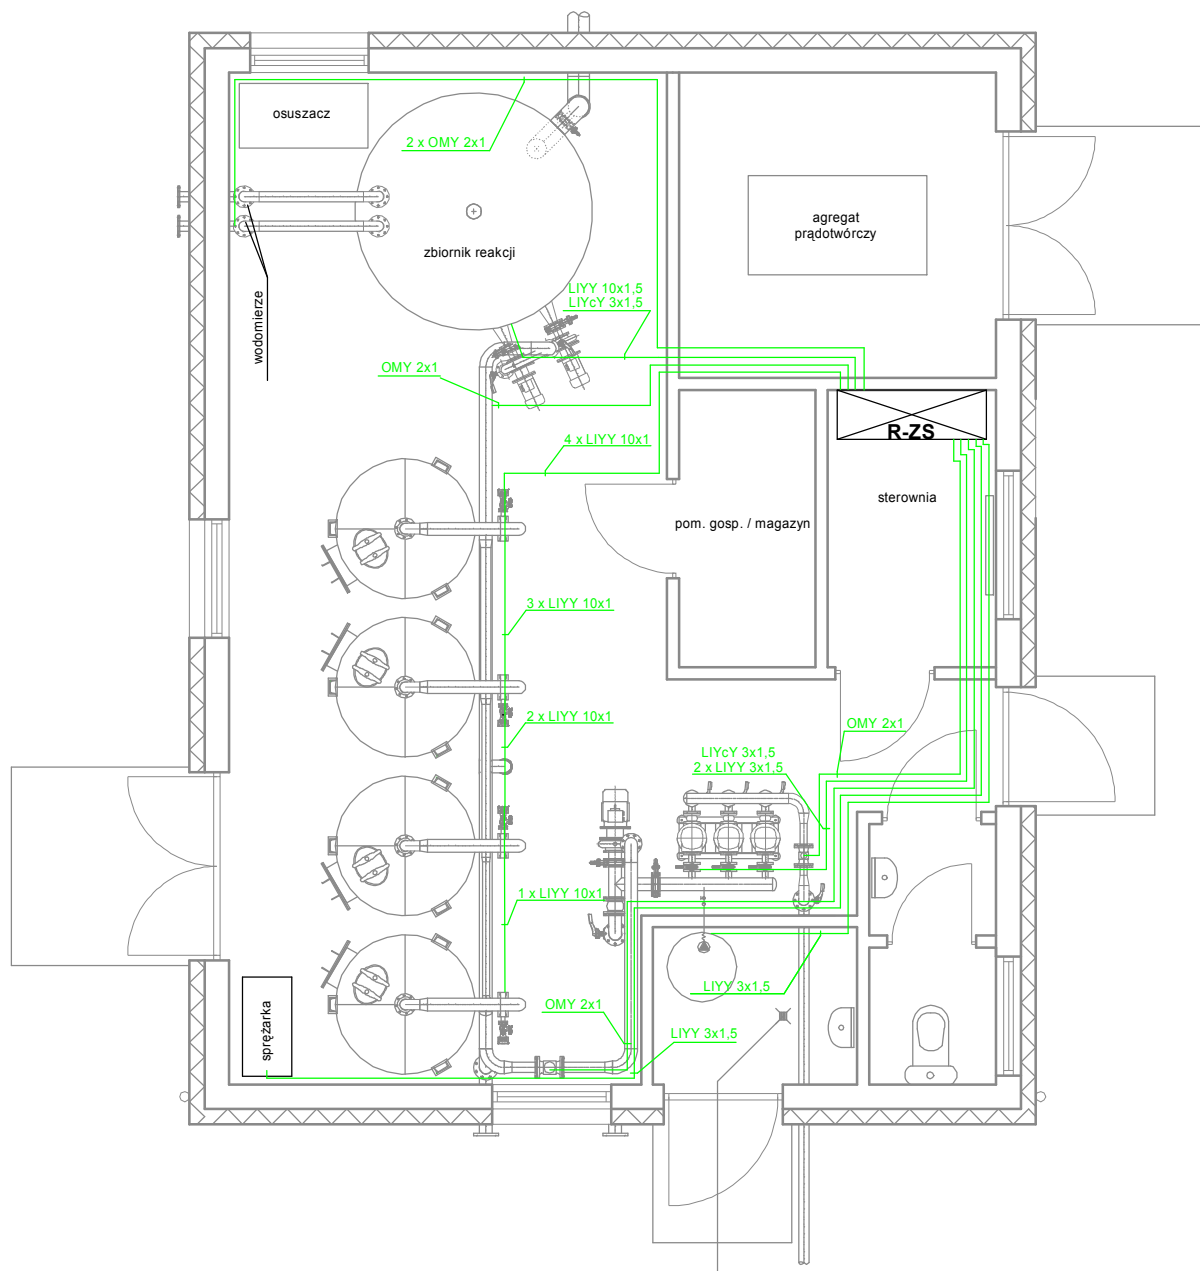 osuszacz
2 x OMY 2x1
agregat
prądotwórczy
zbiornik reakcji
wodomierze
LIYY 10x1,5
LIYcY 3x1,5
OMY 2x1
R-ZS
4 x LIYY 10x1
sterownia
pom. gosp. / magazyn
3 x LIYY 10x1
2 x LIYY 10x1
OMY 2x1
LIYcY 3x1,5
2 x LIYY 3x1,5
1 x LIYY 10x1
LIYY 3x1,5
OMY 2x1
LIYY 3x1,5
sprężarka